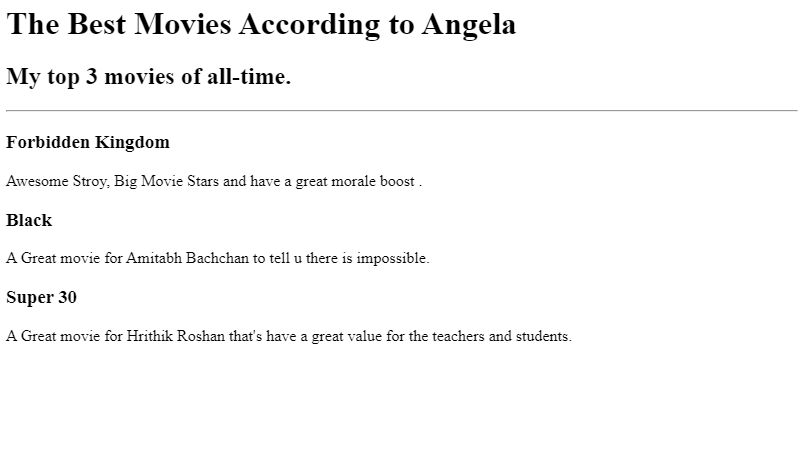 The Best Movies According to Angela
My top 3 movies of all-time.
Forbidden Kingdom
Awesome Stroy, Big Movie Stars and have a great morale boost .
Black
A Great movie for Amitabh Bachchan to tell u there is impossible.
Super 30
A Great movie for Hrithik Roshan that's have a great value for the teachers and students.